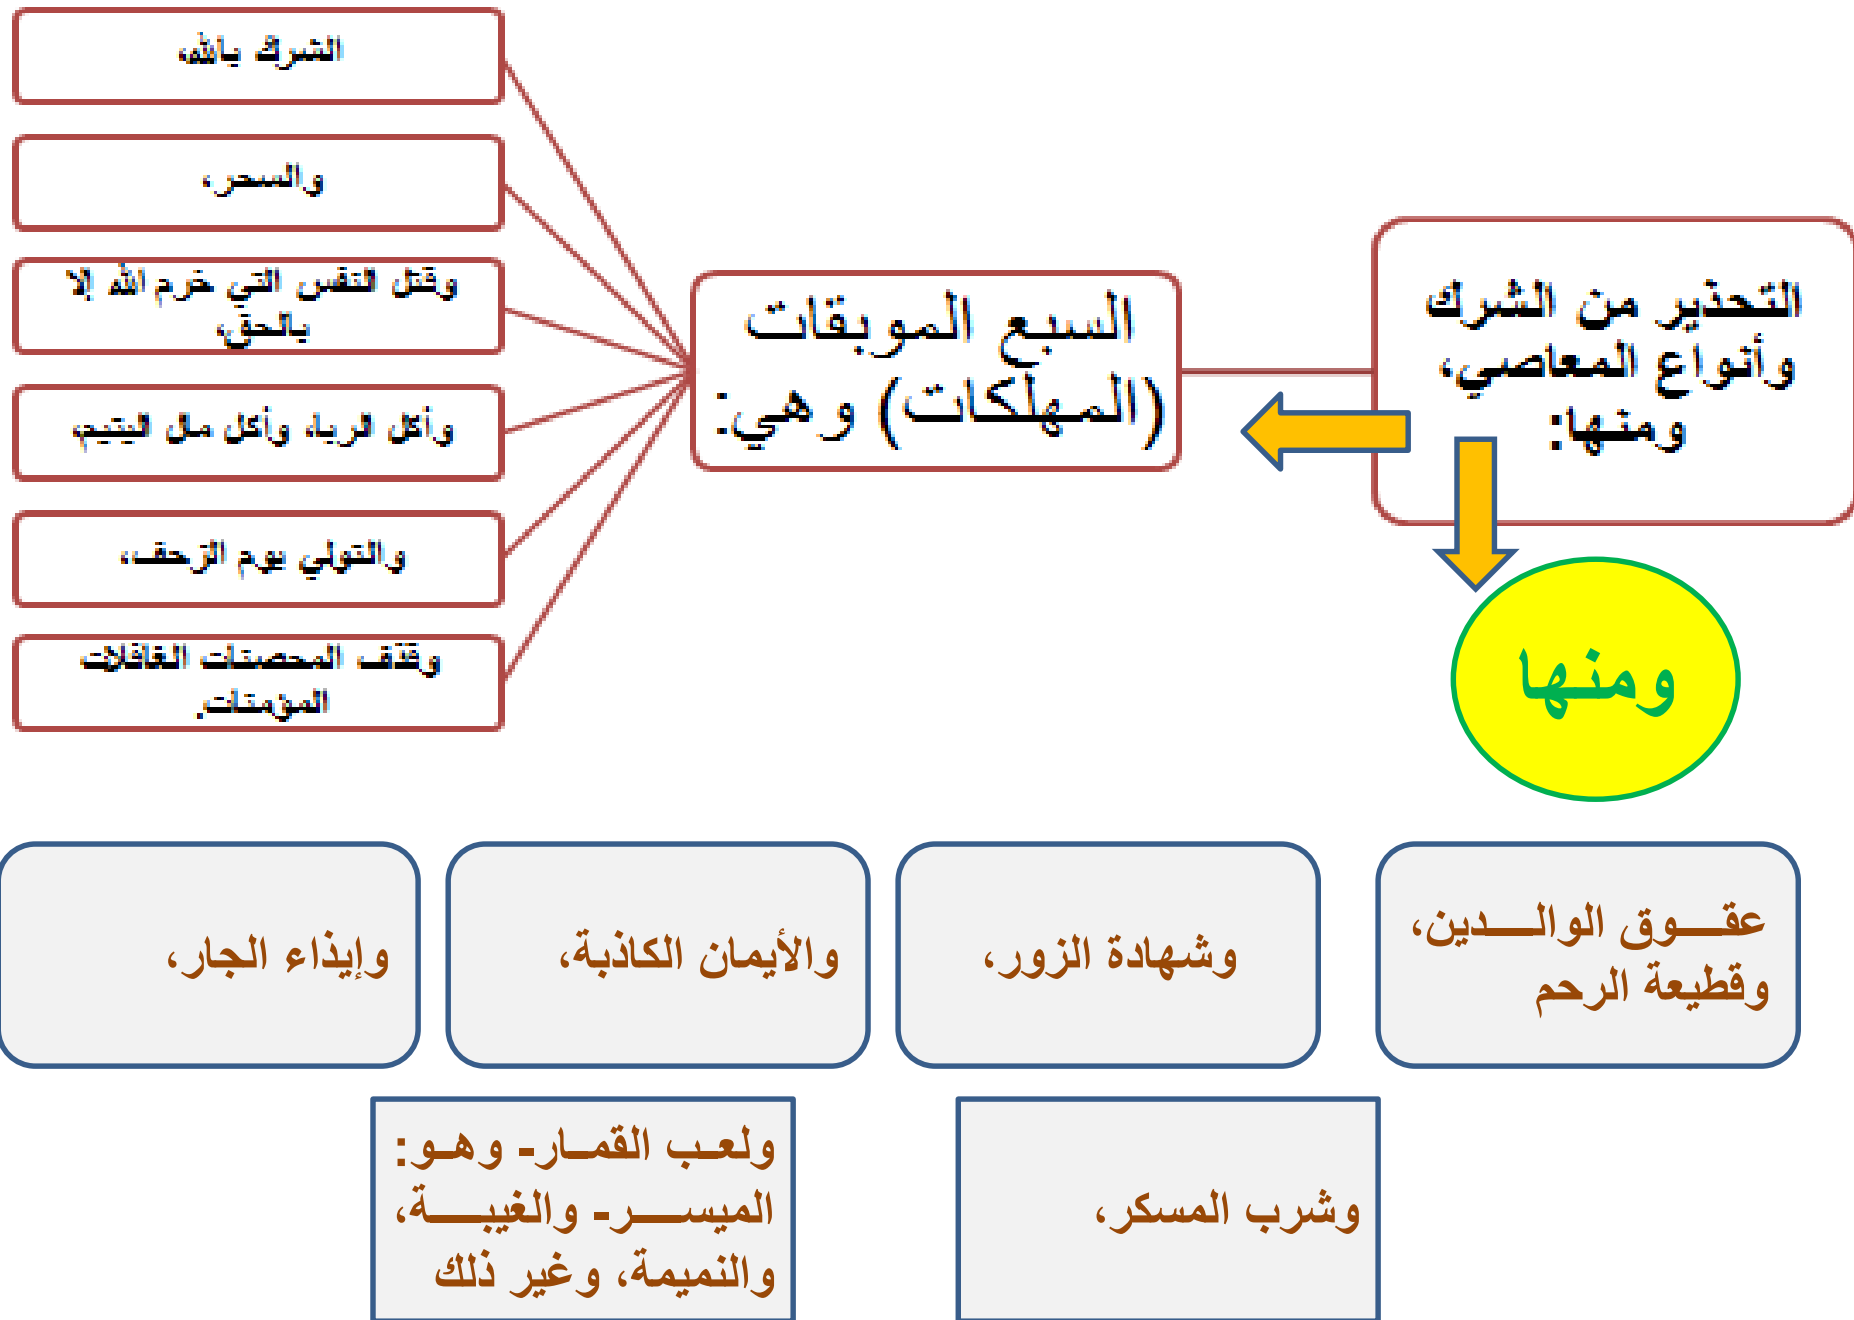 التحذير من الشرك
وأنواع المعاصي،
ومنها:
السبع الموبقات
(المهلكات) وهي:
الشرك بالله،
والسحر،
وقتل النفس التي حرم الله إلا
بالحق،
وأكل الربا، وأكل مال اليتيم،
والتولي يوم الزحف،
وقذف المحصنات الغافلات
المؤمنات.
ومنها
عقوق الوالدين،
وقطيعة الرحم
وشهادة الزور،
والأيمان الكاذبة،
وإيذاء الجار،
وشرب المسكر،
ولعب القمار- وهو:
الميسر- والغيبة،
والنميمة، وغير ذلك